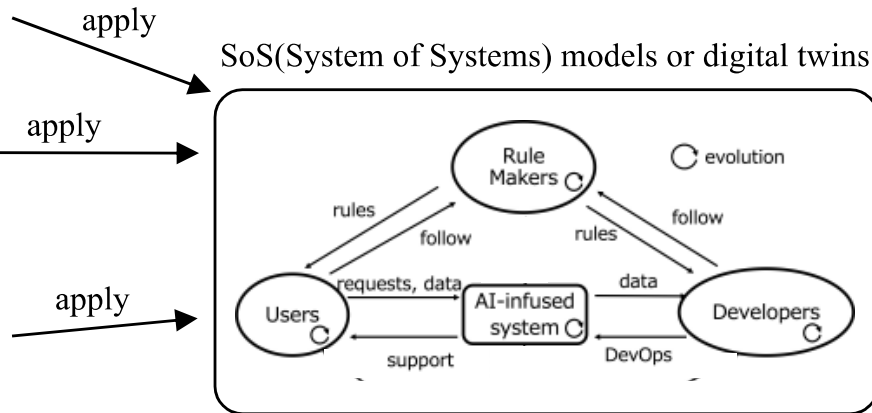 apply
SoS(System of Systems) models or digital twins
apply
Rule
Makers
evolution
rules
follow
rules
follow
requests, data
data
apply
Users
AI-infused
system
Developers
support
DevOps